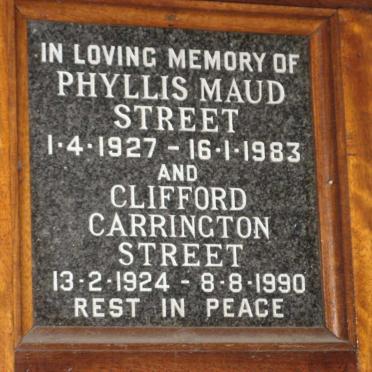 IN LOVING MEMORY OF
PHYLLIS MAUD
STREET
1·4·1927 - 16·1·1983
AND
CLIFFORD
CARRINGTON
STREET
13·2·1924 - 8·8·1990
REST IN PEACE